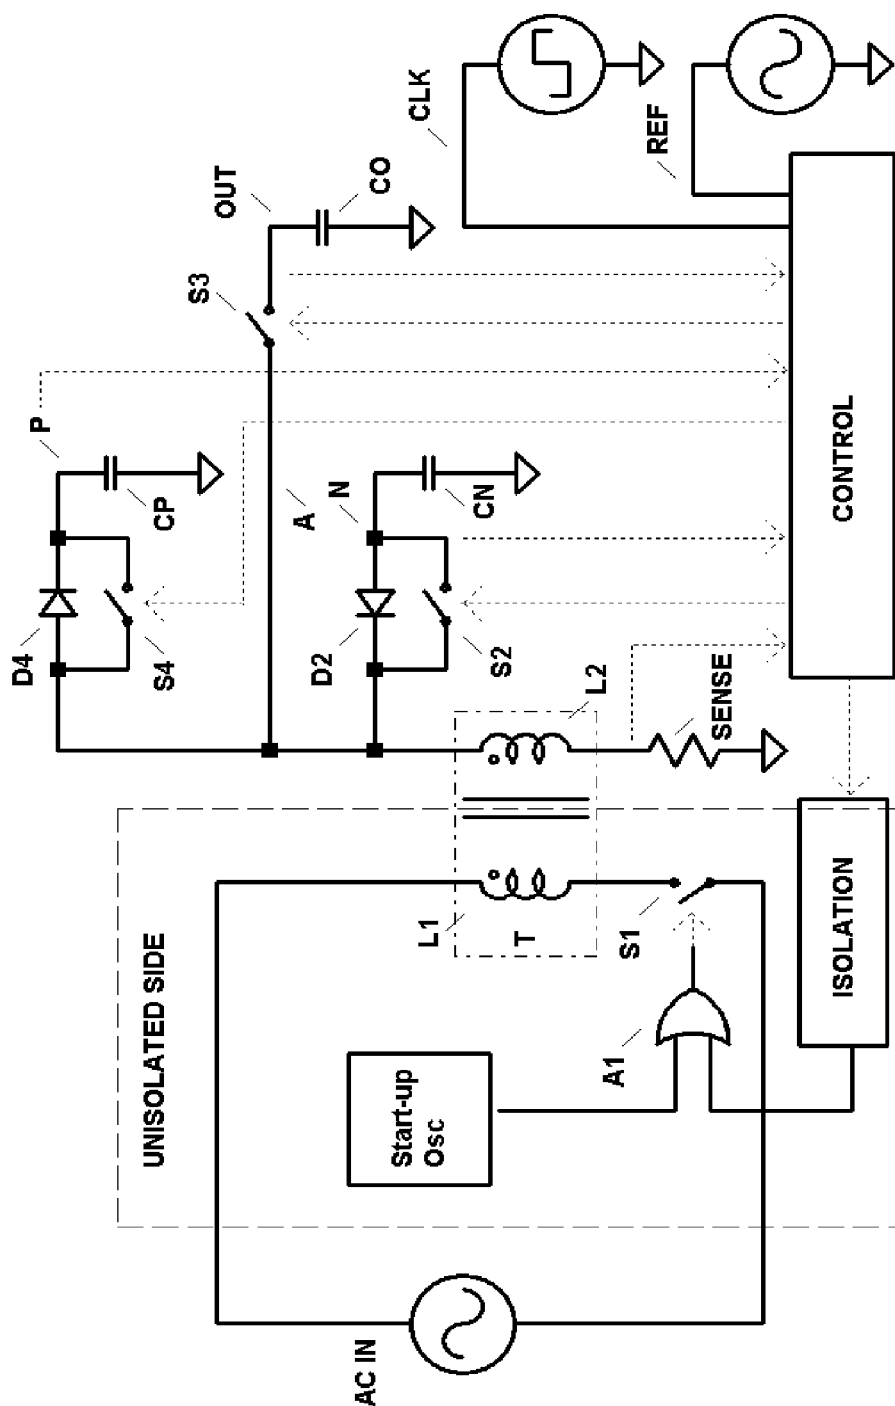 UNISOLATED SIDE
AC IN
Start-up
Osc
A1
L1
T
S1
ISOLATION
D4
S4
P
CP
D2
S2
A
N
CN
L2
SENSE
S3
OUT
CO
CLK
REF
CONTROL